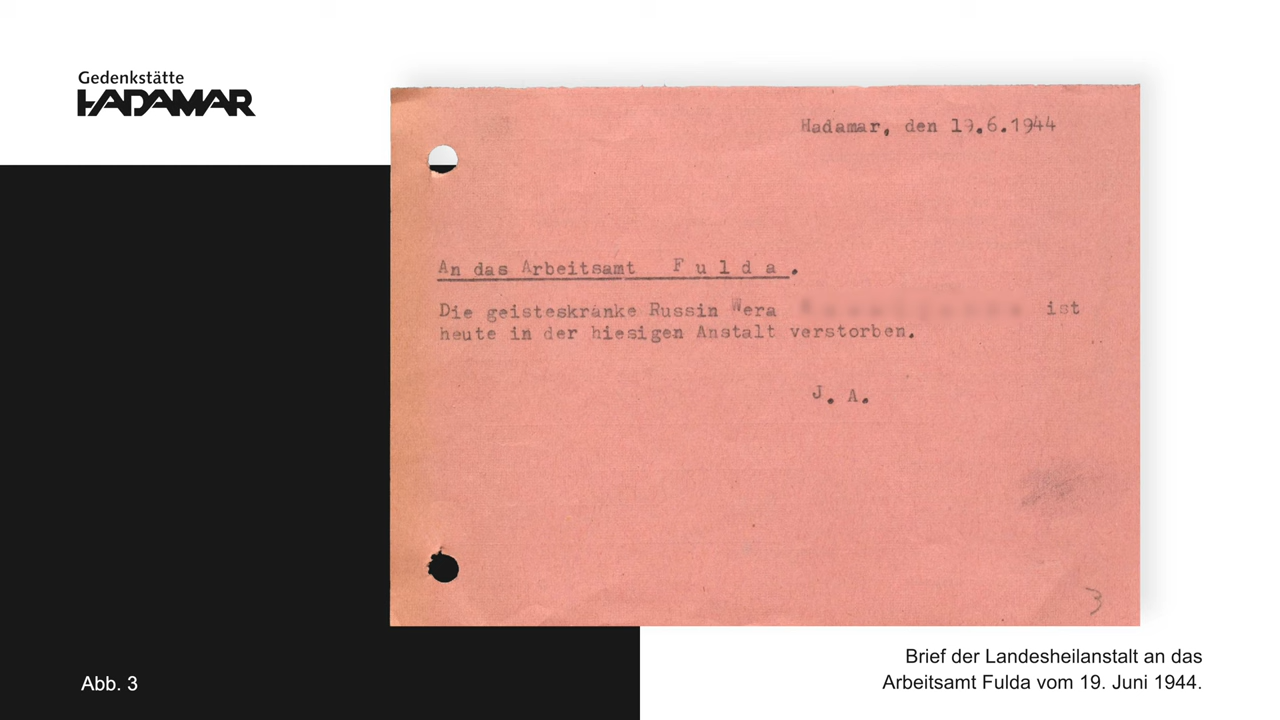 Gedenkstätte
HADAMAR
Hadamar, den 19.6.1944
An das Arbeitsamt Fulda.
Die geisteskranke Russin Wera ist
heute in der hiesigen Anstalt verstorben.
J. A.
3
Abb. 3
Brief der Landesheilanstalt an das
Arbeitsamt Fulda vom 19. Juni 1944.